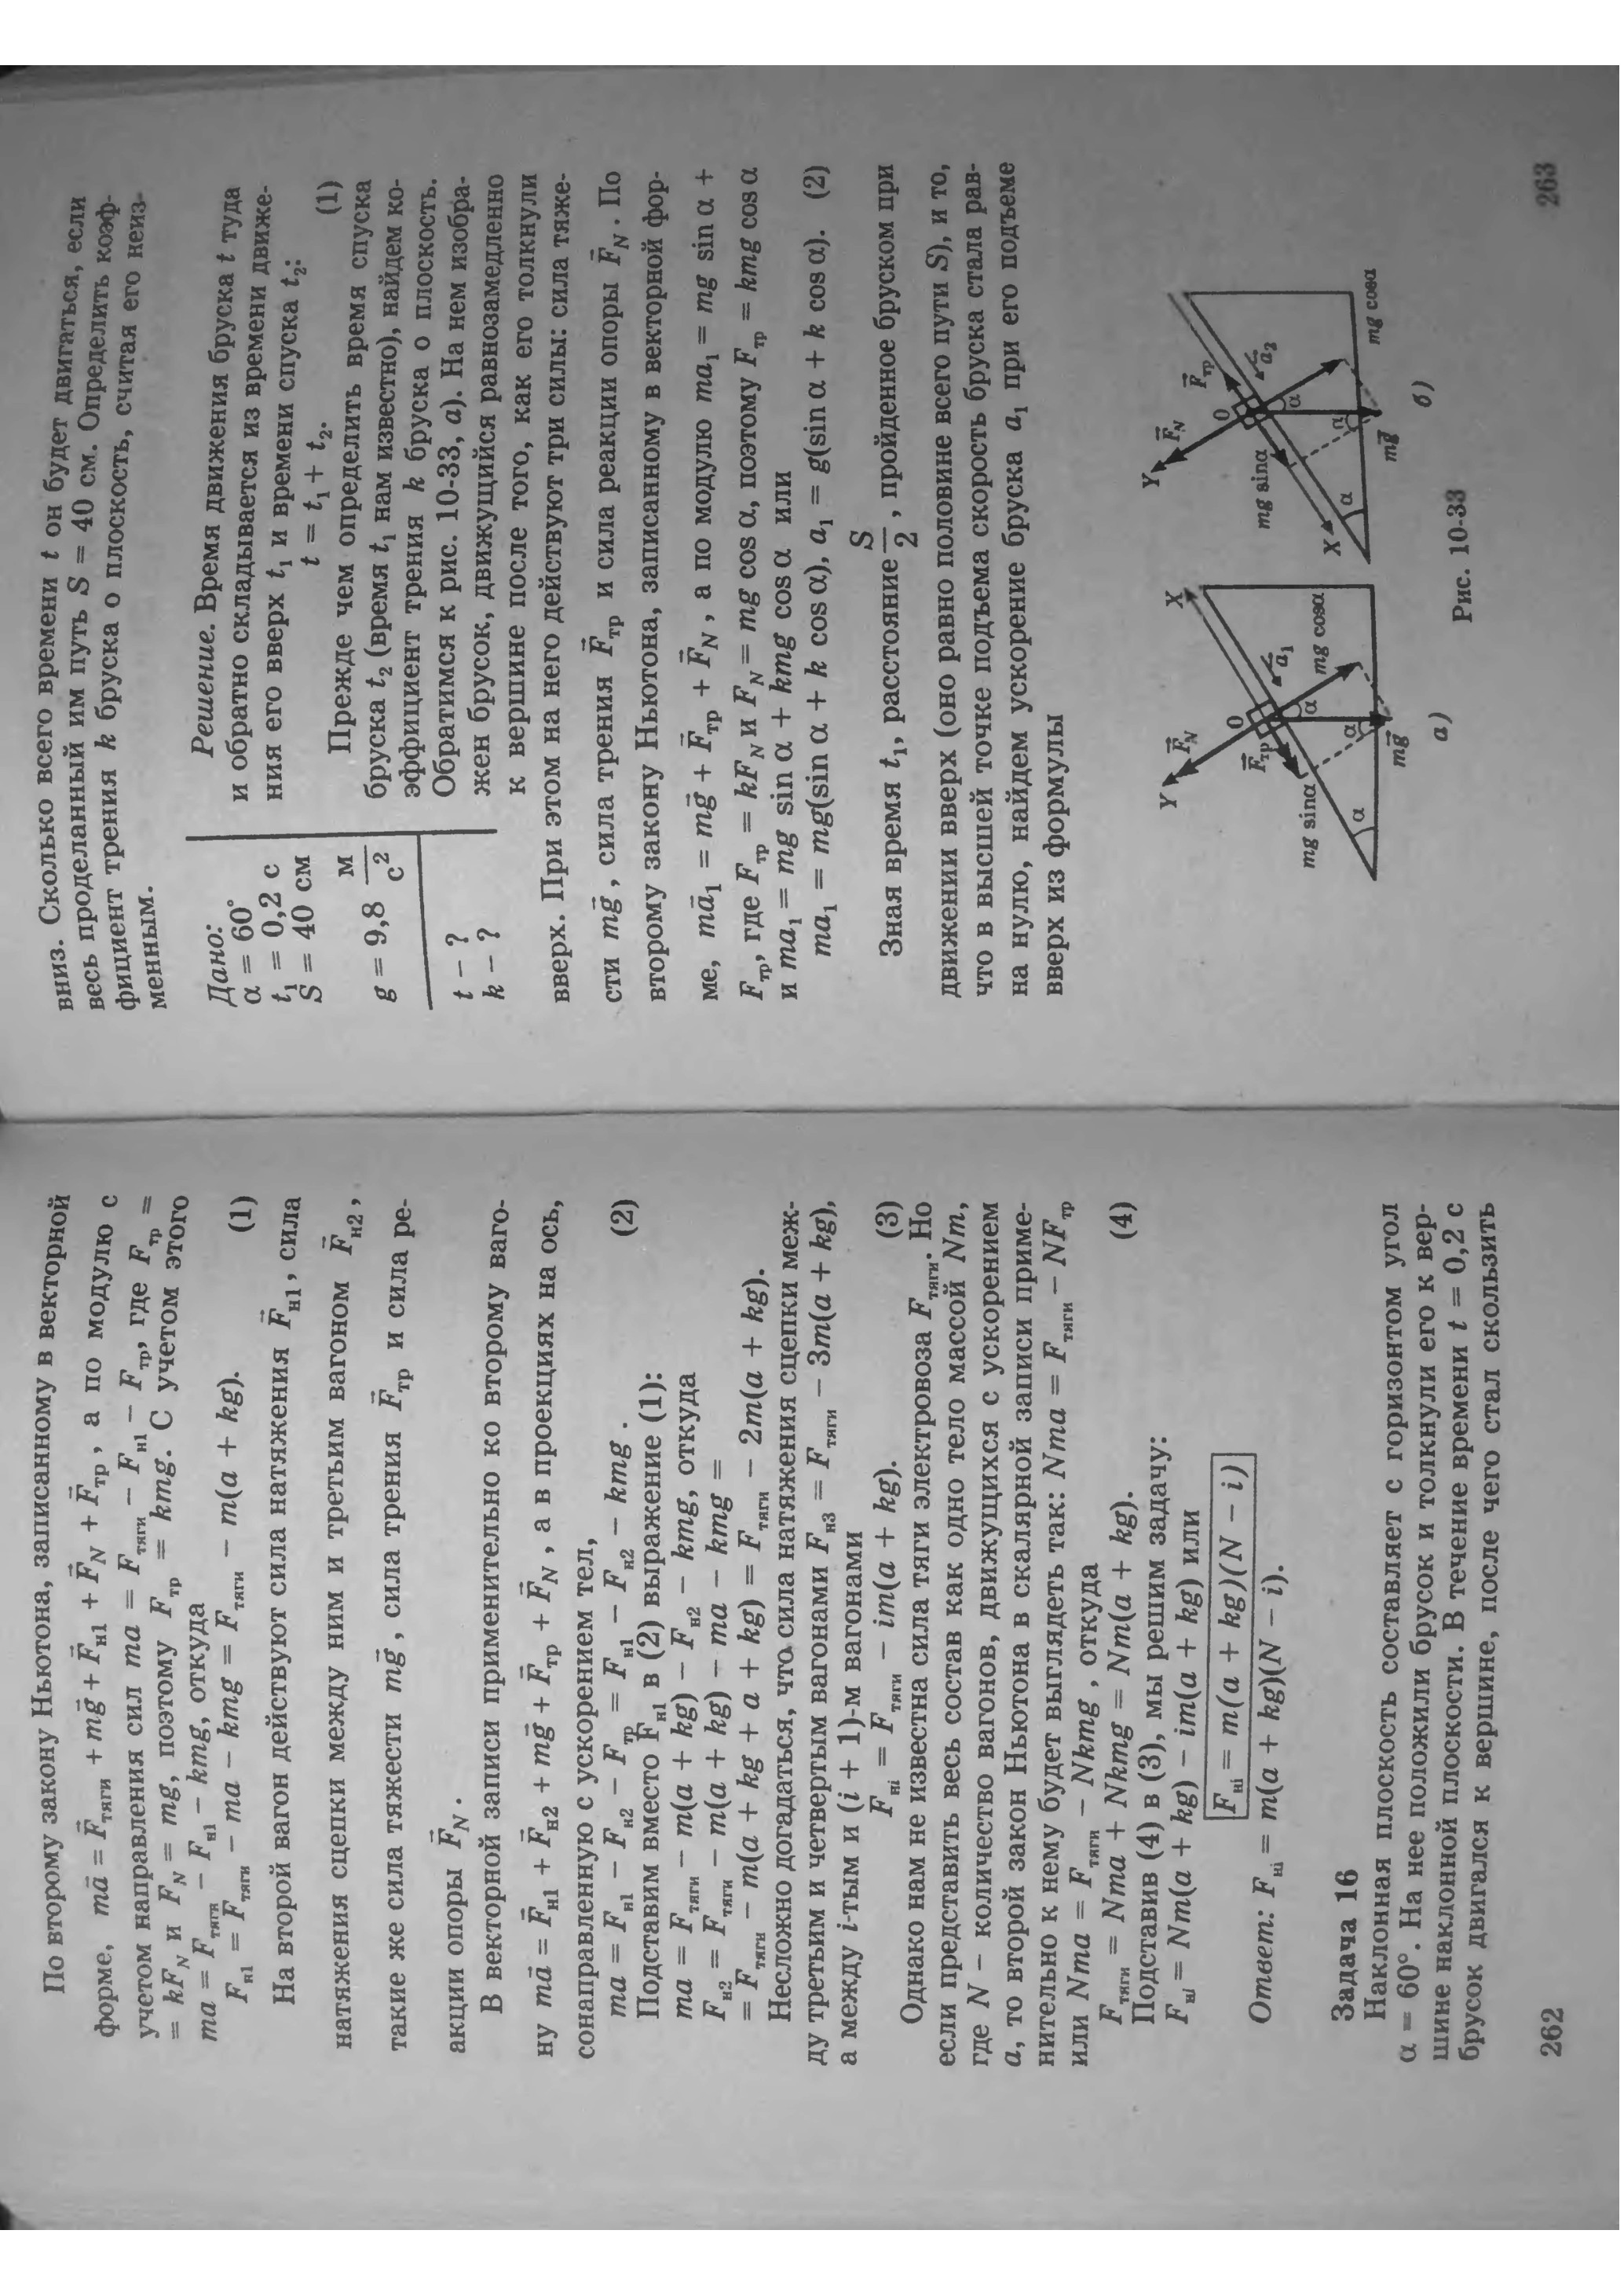 По второму закону Ньютона, записанному в векторной
форме, mā = F̄тяги + mḡ + F̄н1 + F̄N + F̄тр, а по модулю с
учетом направления сил ma = Fтяги − Fн1 − Fтр, где Fтр =
= kFN и FN = mg, поэтому Fтр = kmg. С учетом этого
ma = Fтяги − Fн1 − kmg, откуда
Fн1 = Fтяги − ma − kmg = Fтяги − m(a + kg). (1)
На второй вагон действуют сила натяжения F̄н1, сила
натяжения сцепки между ним и третьим вагоном F̄н2,
такие же сила тяжести mḡ, сила трения F̄тр и сила ре-
акции опоры F̄N.
В векторной записи применительно ко второму ваго-
ну mā = F̄н1 + F̄н2 + mḡ + F̄тр + F̄N, а в проекциях на ось,
сонаправленную с ускорением тел,
ma = Fн1 − Fн2 − Fтр = Fн1 − Fн2 − kmg. (2)
Подставим вместо Fн1 в (2) выражение (1):
ma = Fтяги − m(a + kg) − Fн2 − kmg, откуда
Fн2 = Fтяги − m(a + kg) − ma − kmg =
= Fтяги − m(a + kg + a + kg) = Fтяги − 2m(a + kg).
Несложно догадаться, что сила натяжения сцепки меж-
ду третьим и четвертым вагонами Fн3 = Fтяги − 3m(a + kg),
а между i-тым и (i + 1)-м вагонами
Fнi = Fтяги − im(a + kg). (3)
Однако нам не известна сила тяги электровоза Fтяги. Но
если представить весь состав как одно тело массой Nm,
где N − количество вагонов, движущихся с ускорением
a, то второй закон Ньютона в скалярной записи приме-
нительно к нему будет выглядеть так: Nma = Fтяги − NFтр
или Nma = Fтяги − Nkmg, откуда
Fтяги = Nma + Nkmg = Nm(a + kg). (4)
Подставив (4) в (3), мы решим задачу:
Fнi = Nm(a + kg) − im(a + kg) или
Fнi = m(a + kg)(N − i)
Ответ: Fнi = m(a + kg)(N − i).
Задача 16
Наклонная плоскость составляет с горизонтом угол
α = 60°. На нее положили брусок и толкнули его к вер-
шине наклонной плоскости. В течение времени t = 0,2 с
брусок двигался к вершине, после чего стал скользить
262
вниз. Сколько всего времени t он будет двигаться, если
весь проделанный им путь S = 40 см. Определить коэф-
фициент трения k бруска о плоскость, считая его неиз-
менным.
Дано:
α = 60°
t1 = 0,2 с
S = 40 см
g = 9,8 м/с²
t − ?
k − ?
Решение. Время движения бруска t туда
и обратно складывается из времени движе-
ния его вверх t1 и времени спуска t2:
t = t1 + t2. (1)
Прежде чем определить время спуска
бруска t2 (время t1 нам известно), найдем ко-
эффициент трения k бруска о плоскость.
Обратимся к рис. 10-33, а). На нем изобра-
жен брусок, движущийся равнозамедленно
к вершине после того, как его толкнули
вверх. При этом на него действуют три силы: сила тяже-
сти mḡ, сила трения F̄тр и сила реакции опоры F̄N. По
второму закону Ньютона, записанному в векторной фор-
ме, mā1 = mḡ + F̄тр + F̄N, а по модулю ma1 = mg sin α +
Fтр, где Fтр = kFN и FN = mg cos α, поэтому Fтр = kmg cos α
и ma1 = mg sin α + kmg cos α или
ma1 = mg(sin α + k cos α), a1 = g(sin α + k cos α). (2)
Зная время t1, расстояние S/2, пройденное бруском при
движении вверх (оно равно половине всего пути S), и то,
что в высшей точке подъема скорость бруска стала рав-
на нулю, найдем ускорение бруска a1 при его подъеме
вверх из формулы
Y F̄N 0 X
F̄тр ā1
mg sinα α mg cosα
α α
mḡ
а)
Y F̄N 0 F̄тр
mg sinα ā2
X α α α
mg cosα
mḡ
б)
Рис. 10-33
263